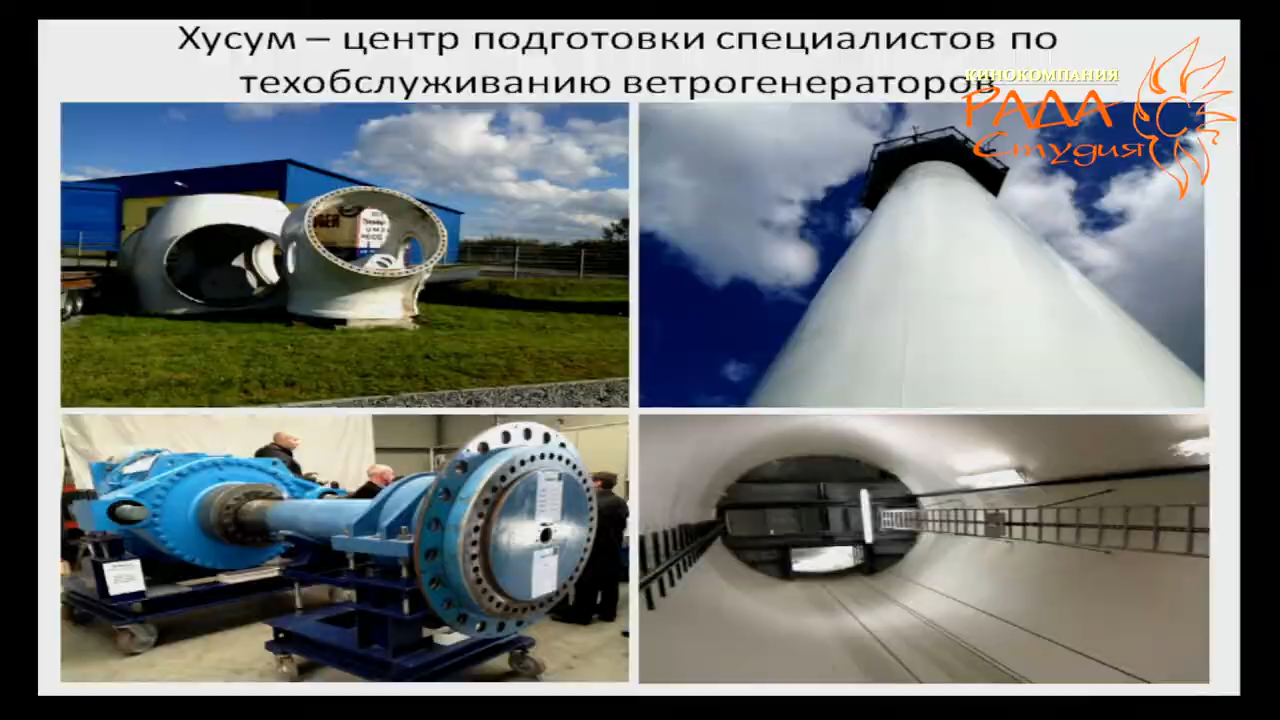 Хусум – центр подготовки специалистов по
техобслуживанию ветрогенераторов
КИНОКОМПАНИЯ
РАДА
Студия
С